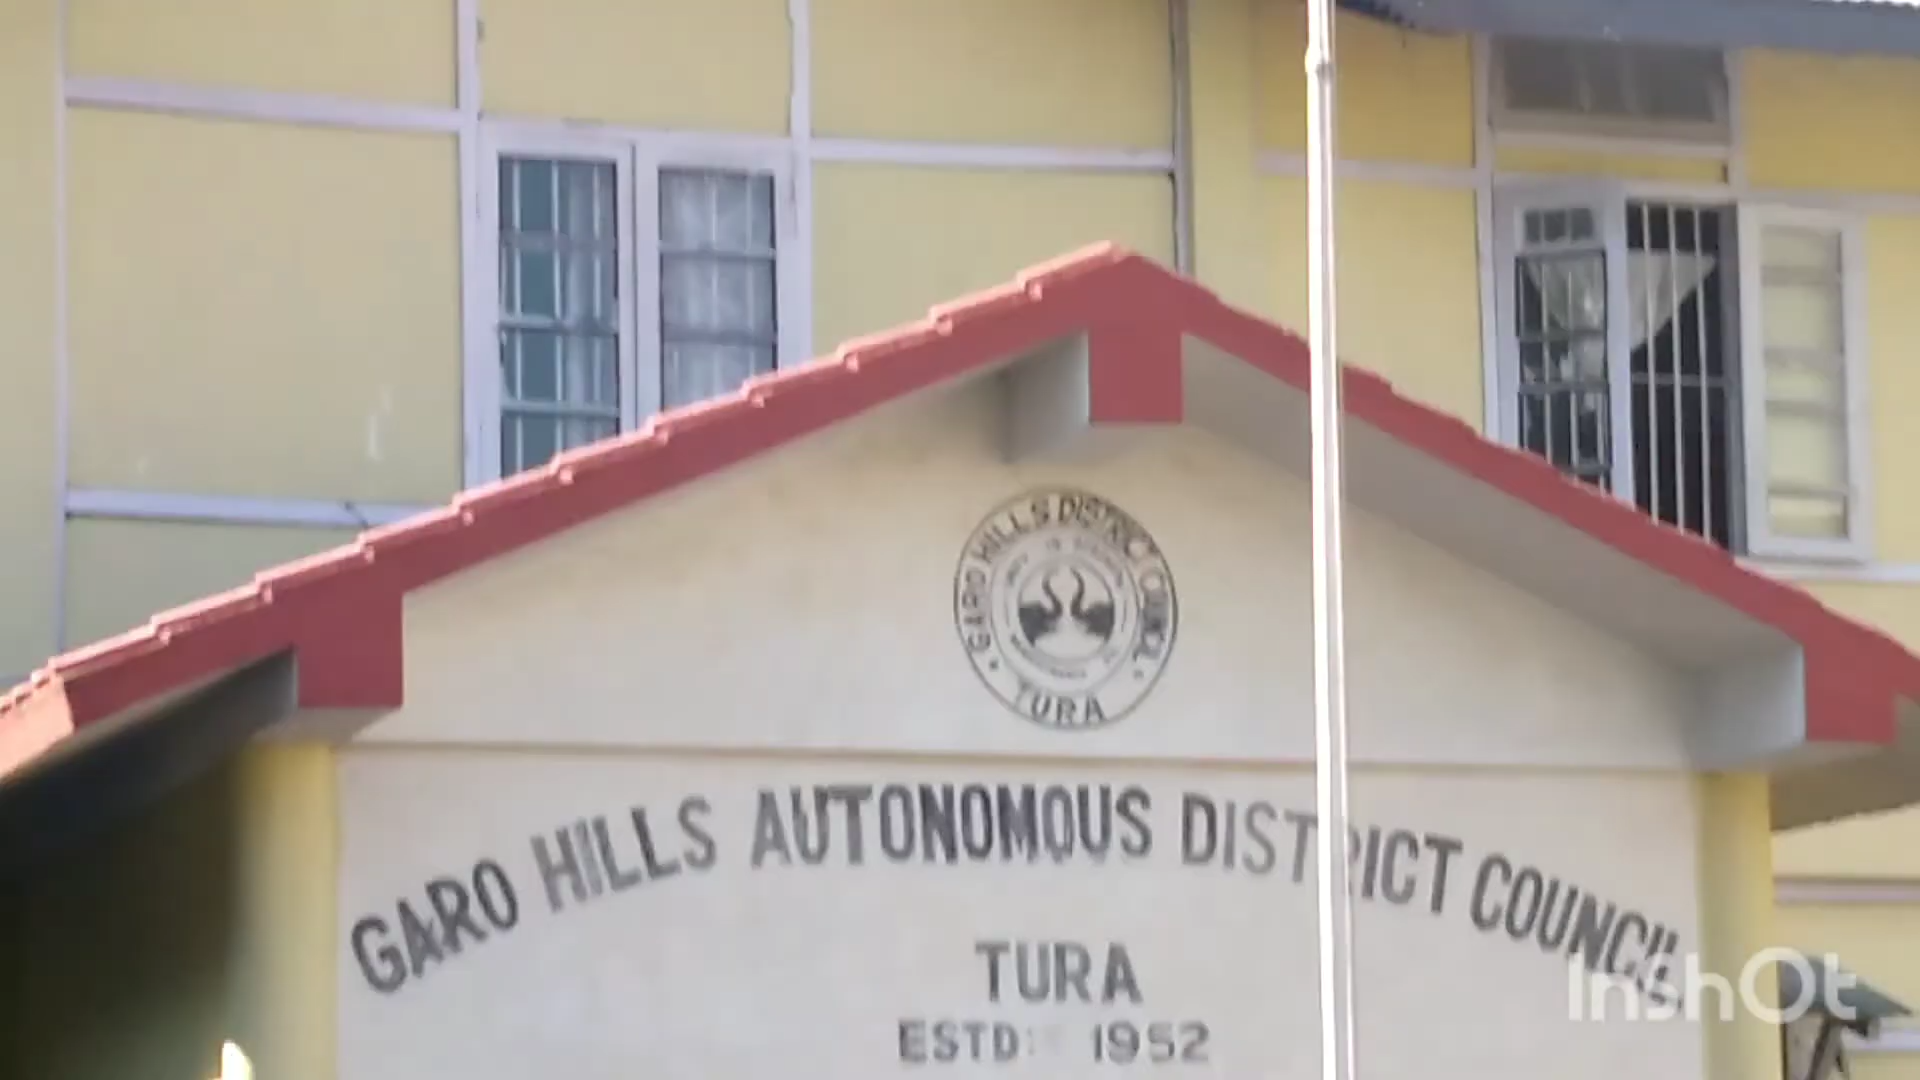 GARO HILLS DISTRICT COUNCIL
TURA
GARO HILLS AUTONOMOUS DISTRICT COUNCIL
TURA
ESTD: 1952
InShOt